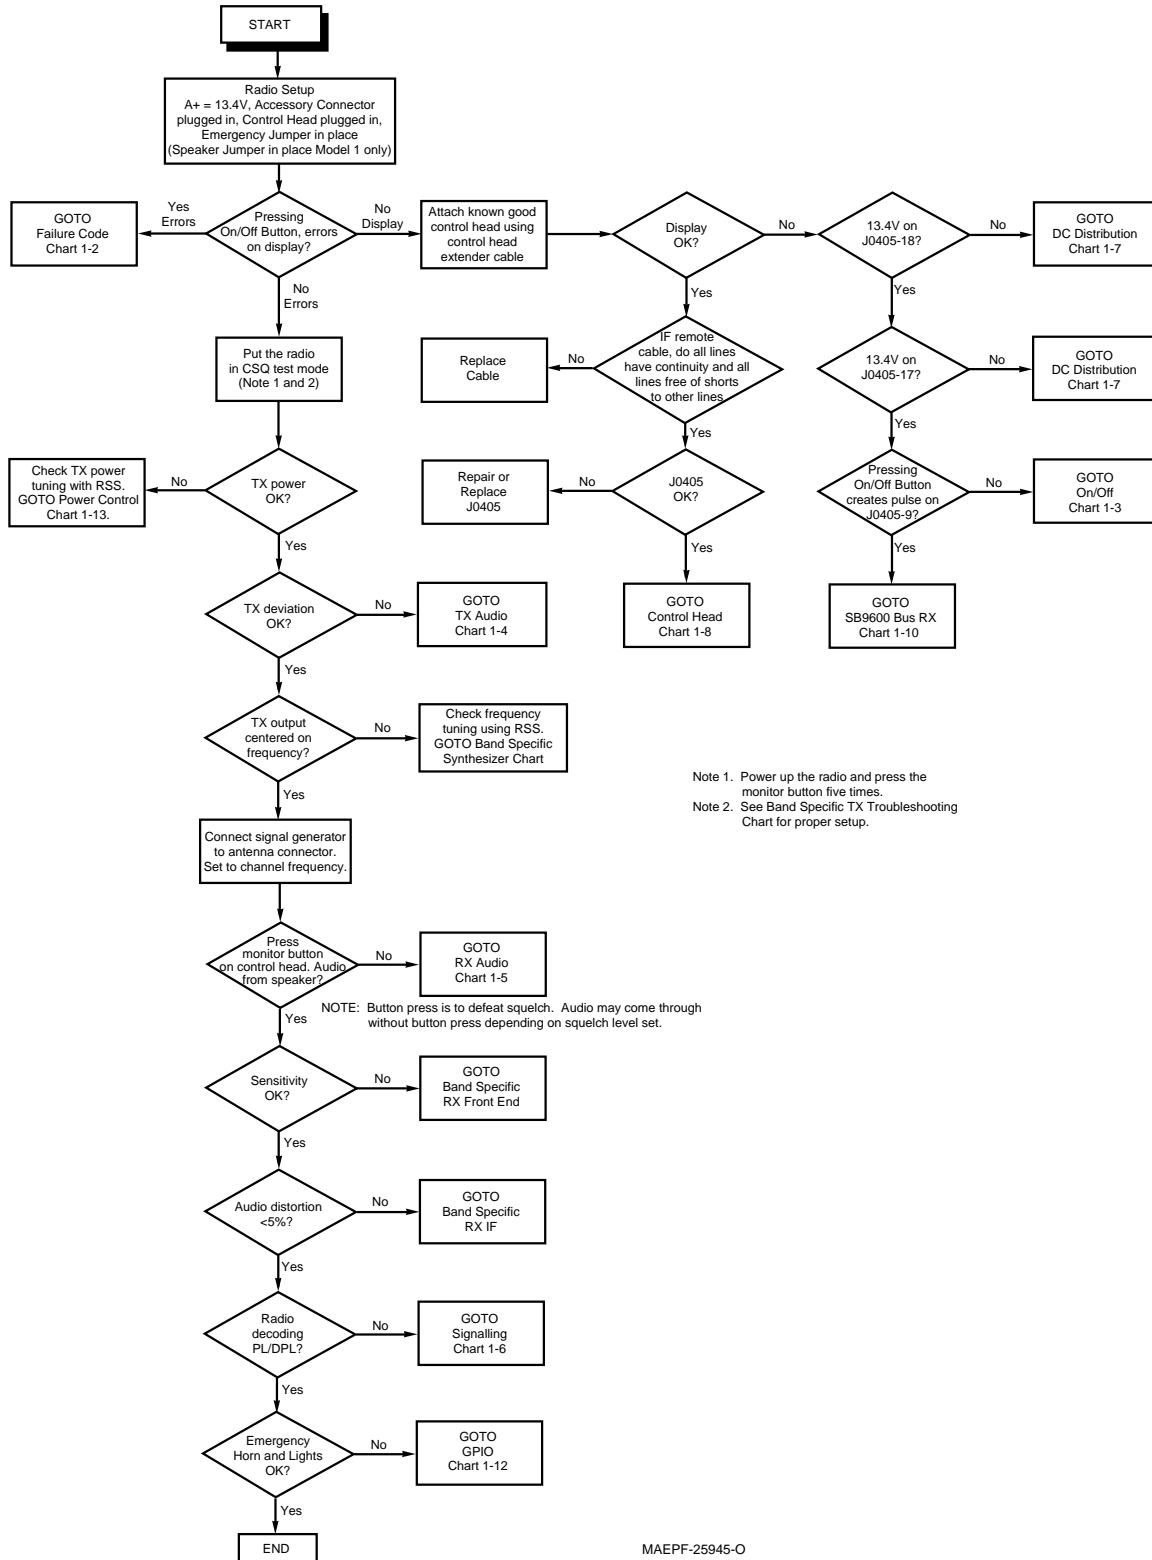 START
Radio Setup
A+ = 13.4V, Accessory Connector
plugged in, Control Head plugged in,
Emergency Jumper in place
(Speaker Jumper in place Model 1 only)
GOTO
Failure Code
Chart 1-2
Yes
Errors
Pressing
On/Off Button, errors
on display?
No
Display
Attach known good
control head using
control head
extender cable
Display
OK?
No
13.4V on
J0405-18?
No
GOTO
DC Distribution
Chart 1-7
No
Errors
Yes
Yes
Put the radio
in CSQ test mode
(Note 1 and 2)
Replace
Cable
No
IF remote
cable, do all lines
have continuity and all
lines free of shorts
to other lines
13.4V on
J0405-17?
No
GOTO
DC Distribution
Chart 1-7
Yes
Yes
Check TX power
tuning with RSS.
GOTO Power Control
Chart 1-13.
No
TX power
OK?
Repair or
Replace
J0405
No
J0405
OK?
Pressing
On/Off Button
creates pulse on
J0405-9?
No
GOTO
On/Off
Chart 1-3
Yes
Yes
Yes
TX deviation
OK?
No
GOTO
TX Audio
Chart 1-4
GOTO
Control Head
Chart 1-8
GOTO
SB9600 Bus RX
Chart 1-10
Yes
TX output
centered on
frequency?
No
Check frequency
tuning using RSS.
GOTO Band Specific
Synthesizer Chart
Note 1. Power up the radio and press the
monitor button five times.
Note 2. See Band Specific TX Troubleshooting
Chart for proper setup.
Yes
Connect signal generator
to antenna connector.
Set to channel frequency.
Press
monitor button
on control head. Audio
from speaker?
No
GOTO
RX Audio
Chart 1-5
NOTE: Button press is to defeat squelch. Audio may come through
without button press depending on squelch level set.
Yes
Sensitivity
OK?
No
GOTO
Band Specific
RX Front End
Yes
Audio distortion
<5%?
No
GOTO
Band Specific
RX IF
Yes
Radio
decoding
PL/DPL?
No
GOTO
Signalling
Chart 1-6
Yes
Emergency
Horn and Lights
OK?
No
GOTO
GPIO
Chart 1-12
Yes
END
MAEPF-25945-O